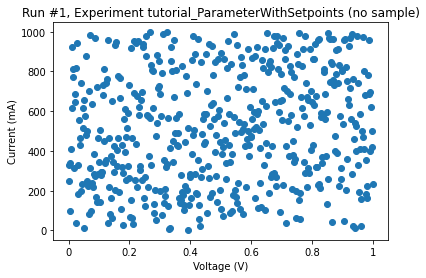 Run #1, Experiment tutorial_ParameterWithSetpoints (no sample)
1000
800
600
400
200
0
Current (mA)
0 0.2 0.4 0.6 0.8 1
Voltage (V)